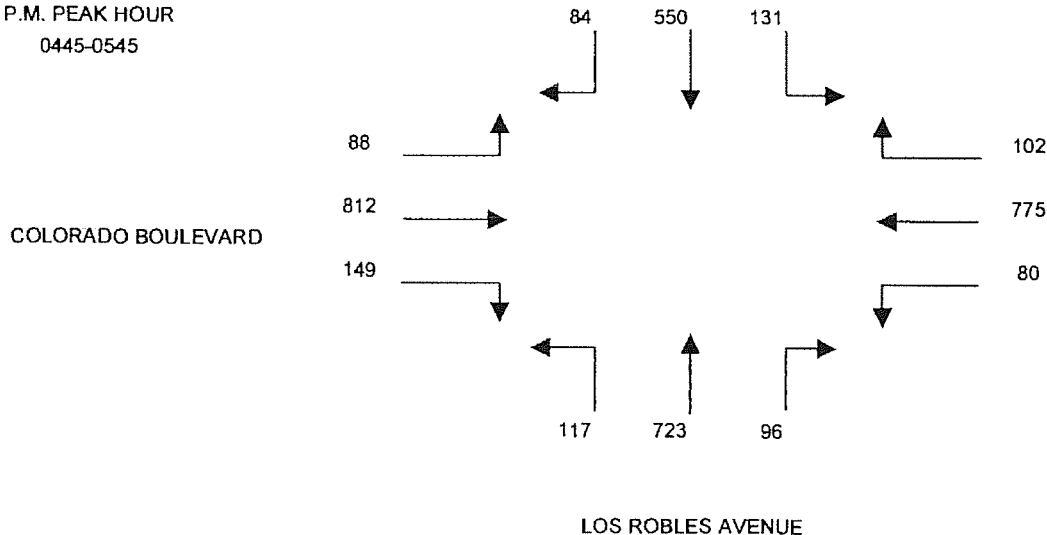 P.M. PEAK HOUR
0445-0545
84 550 131
88
102
812
775
COLORADO BOULEVARD
149
80
117 723 96
LOS ROBLES AVENUE